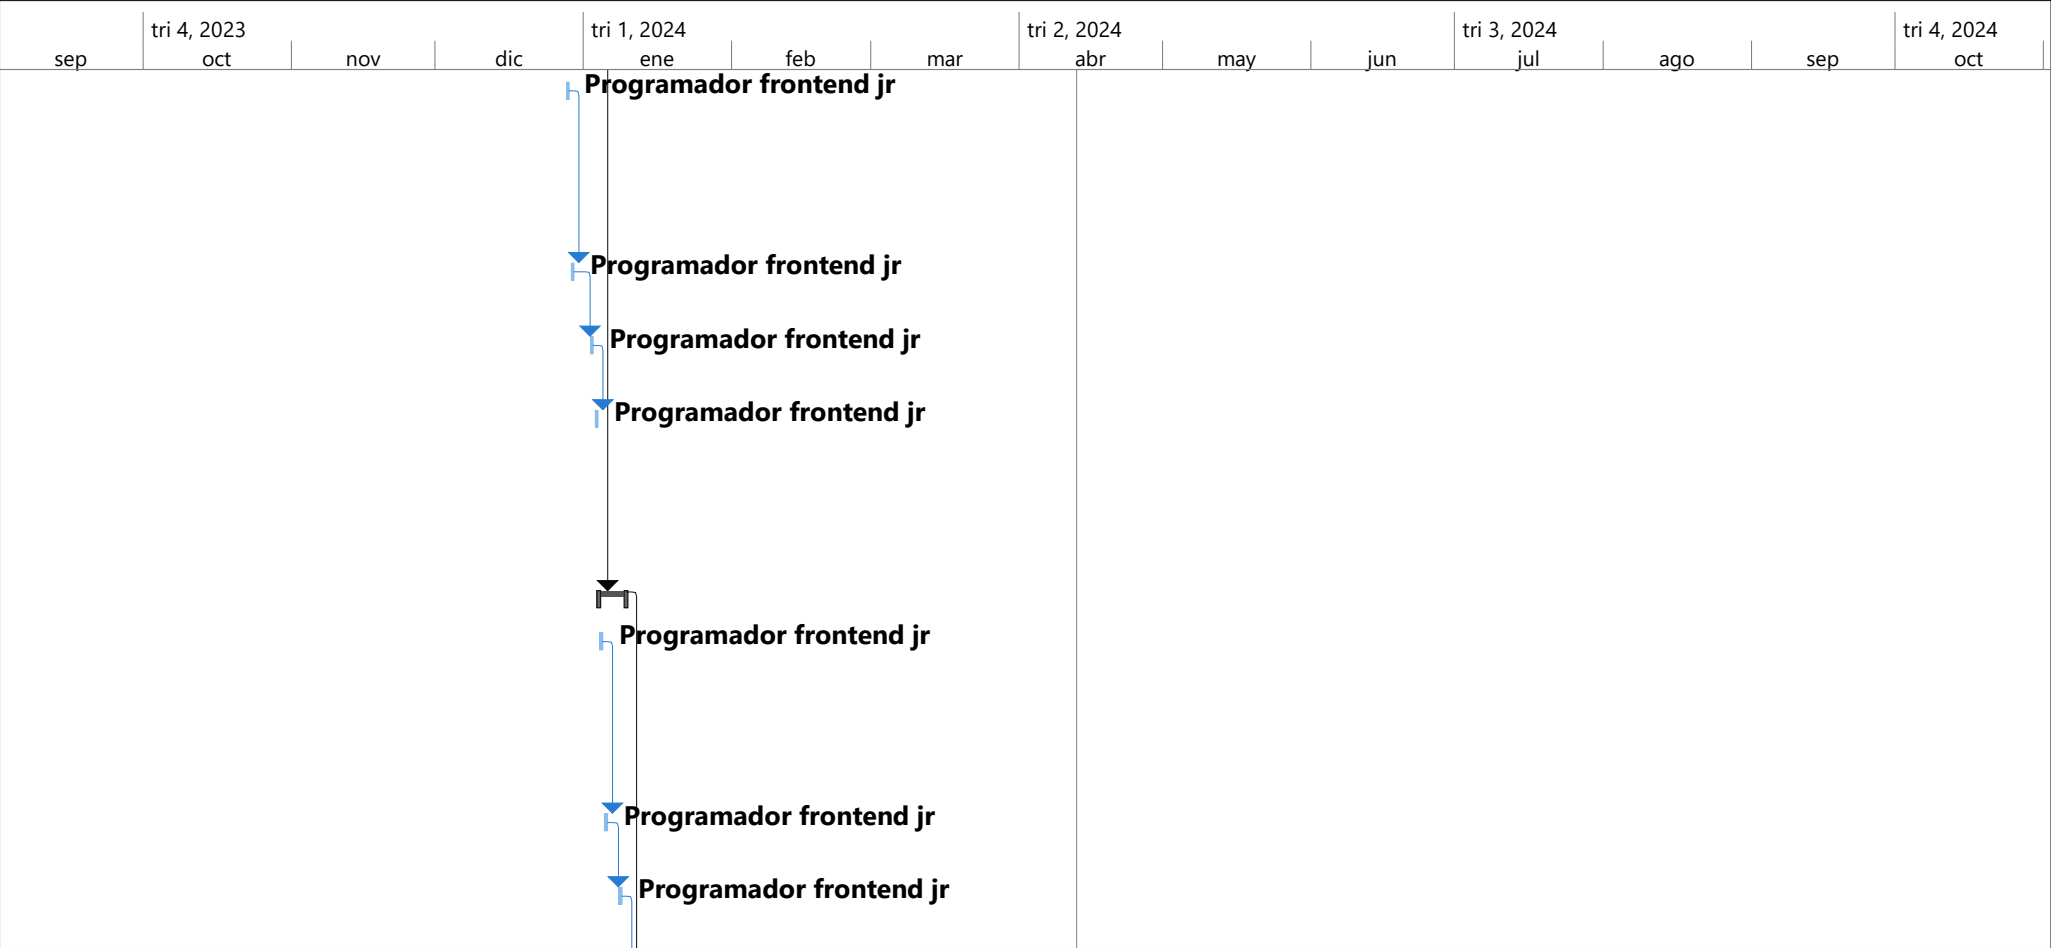 tri 4, 2023 tri 1, 2024 tri 2, 2024 tri 3, 2024 tri 4, 2024
sep oct nov dic ene feb mar abr may jun jul ago sep oct
Programador frontend jr
Programador frontend jr
Programador frontend jr
Programador frontend jr
Programador frontend jr
Programador frontend jr
Programador frontend jr